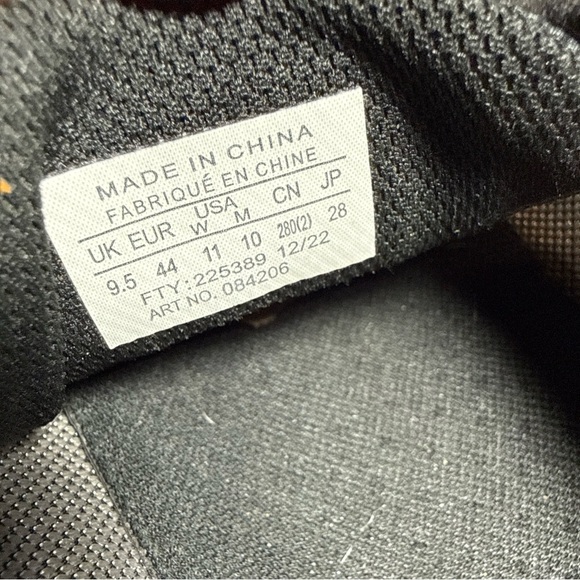 MADE IN CHINA
FABRIQUÉ EN CHINE
UK EUR USA W M CN JP
9.5 44 11 10 280(2) 28
FTY:225389 12/22
ART NO. 084206